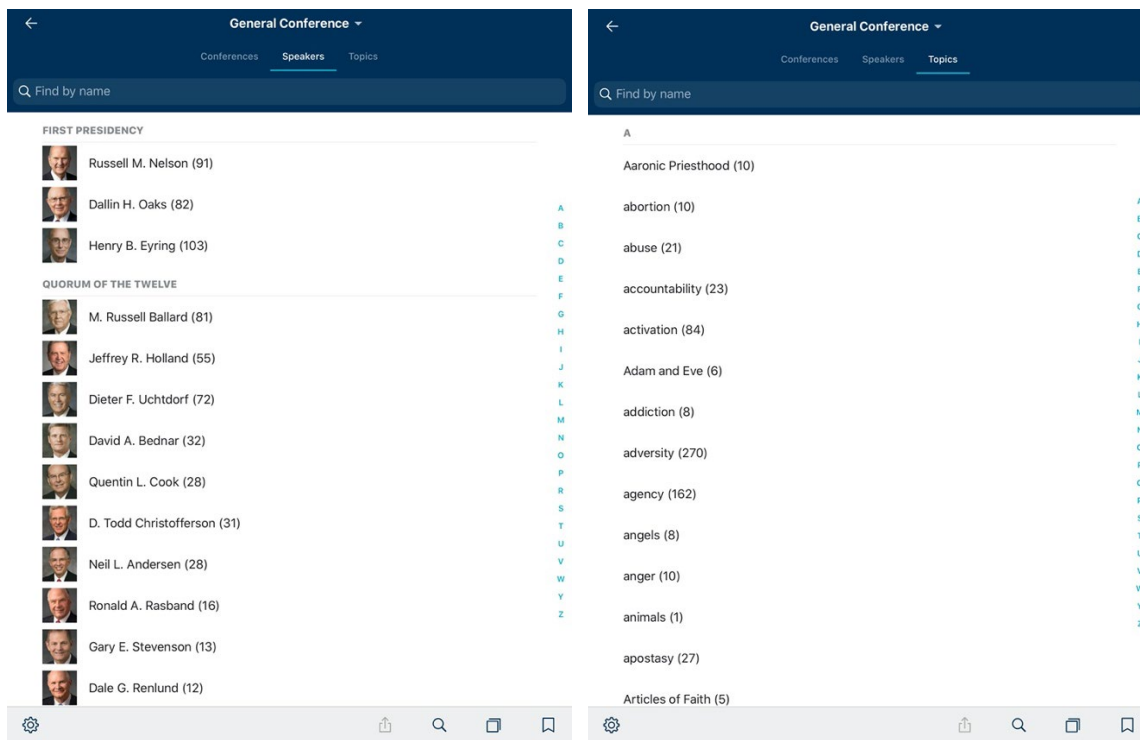 General Conference
Conferences Speakers Topics
Find by name
FIRST PRESIDENCY
Russell M. Nelson (91)
Dallin H. Oaks (82)
Henry B. Eyring (103)
QUORUM OF THE TWELVE
M. Russell Ballard (81)
Jeffrey R. Holland (55)
Dieter F. Uchtdorf (72)
David A. Bednar (32)
Quentin L. Cook (28)
D. Todd Christofferson (31)
Neil L. Andersen (28)
Ronald A. Rasband (16)
Gary E. Stevenson (13)
Dale G. Renlund (12)
A
B
C
D
E
F
G
H
I
J
K
L
M
N
O
P
R
S
T
U
V
W
Y
Z
General Conference
Conferences Speakers Topics
Find by name
A
Aaronic Priesthood (10)
abortion (10)
abuse (21)
accountability (23)
activation (84)
Adam and Eve (6)
addiction (8)
adversity (270)
agency (162)
angels (8)
anger (10)
animals (1)
apostasy (27)
Articles of Faith (5)